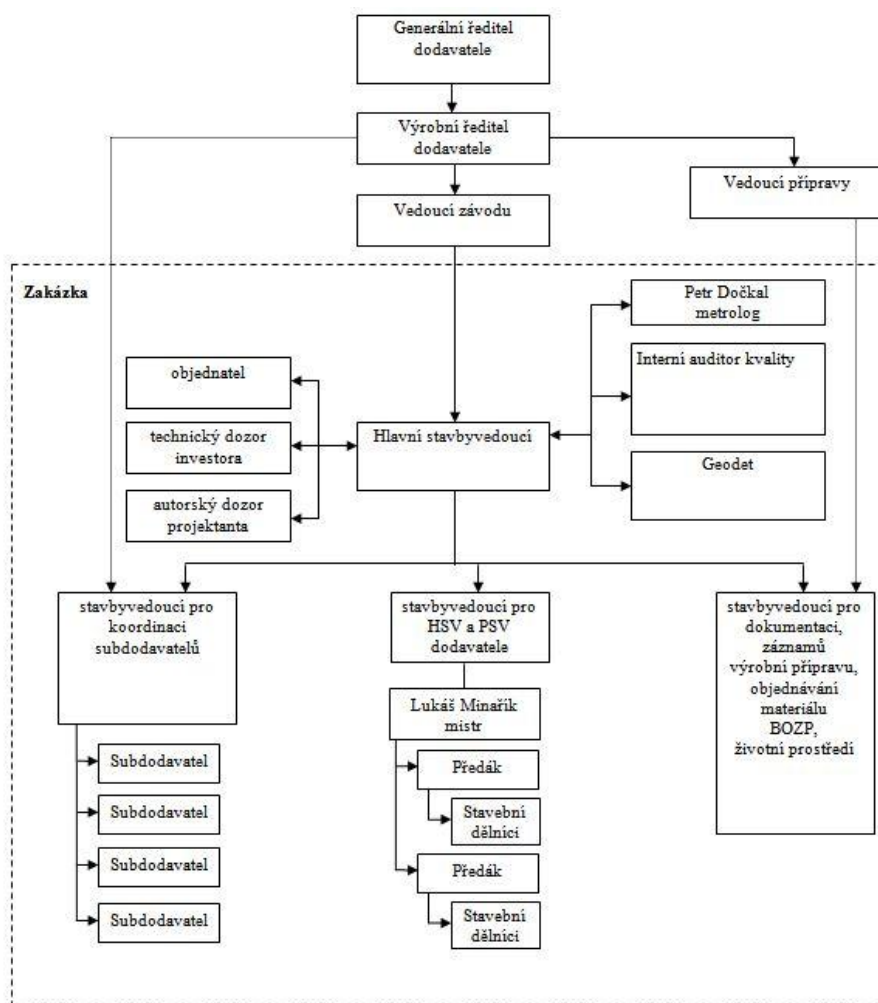 Generální ředitel
dodavatele
Výrobní ředitel
dodavatele
Vedoucí přípravy
Vedoucí závodu
Zakázka
Petr Dočkal
metrolog
objednatel
Interní auditor kvality
technický dozor
investora
Hlavní stavbyvedoucí
Geodet
autorský dozor
projektanta
stavbyvedoucí pro
koordinaci
subdodavatelů
stavbyvedoucí pro
HSV a PSV
dodavatele
stavbyvedoucí pro
dokumentaci,
záznamů
výrobní přípravu,
objednávání
materiálu
BOZP,
životní prostředí
Lukáš Minařík
mistr
Subdodavatel
Subdodavatel
Subdodavatel
Subdodavatel
Předák
Stavební
dělníci
Předák
Stavební
dělníci